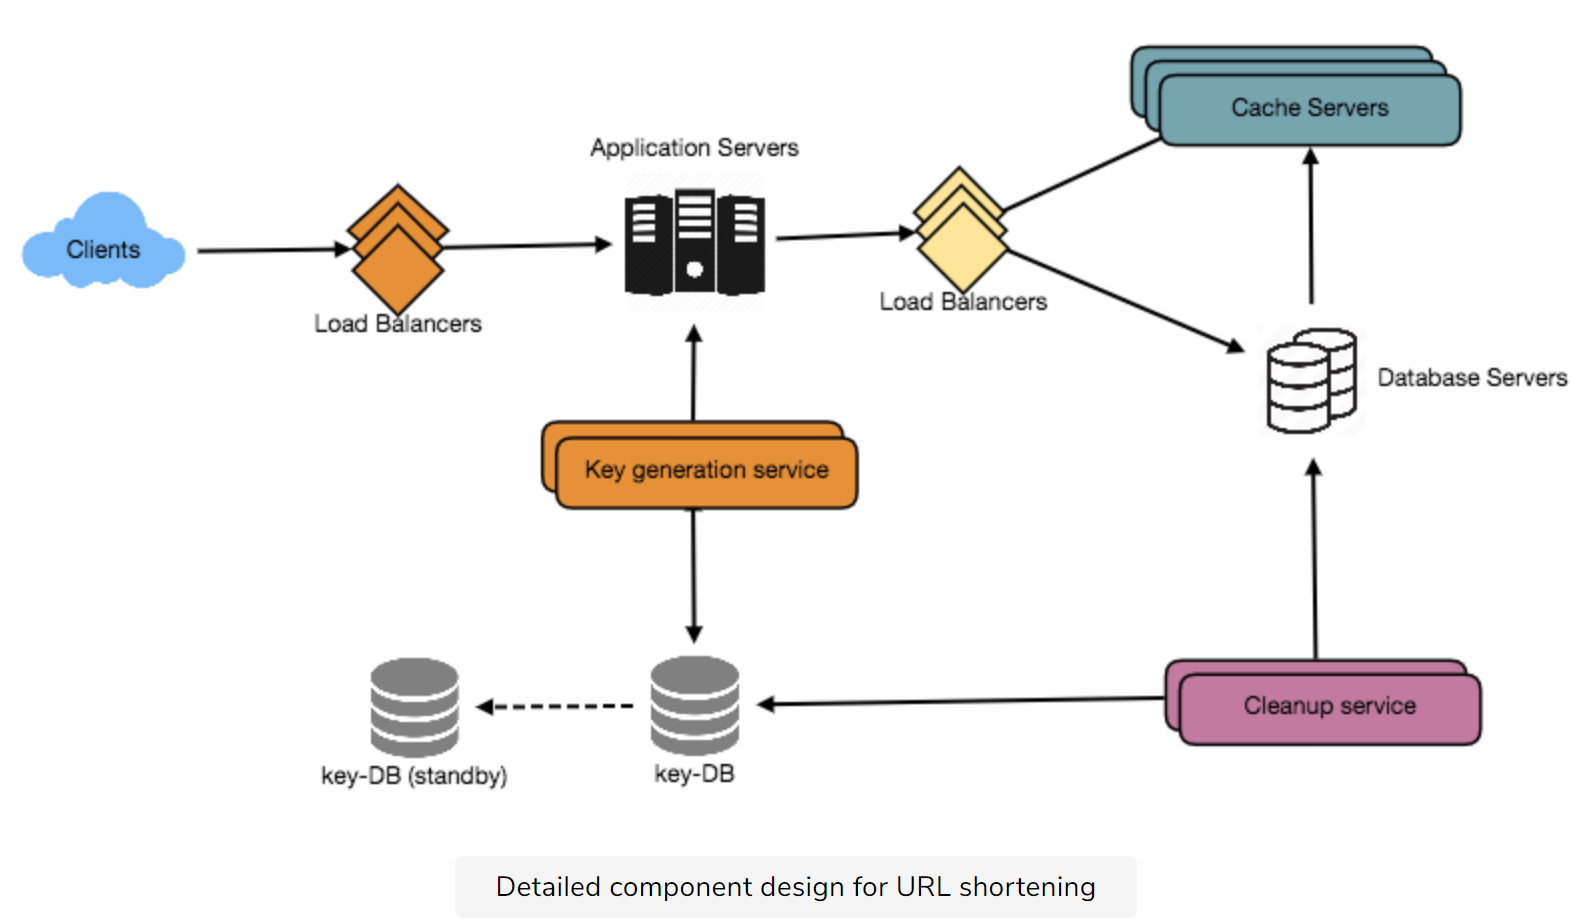 Cache Servers
Application Servers
Clients
Load Balancers
Load Balancers
Database Servers
Key generation service
Cleanup service
key-DB (standby)
key-DB
Detailed component design for URL shortening